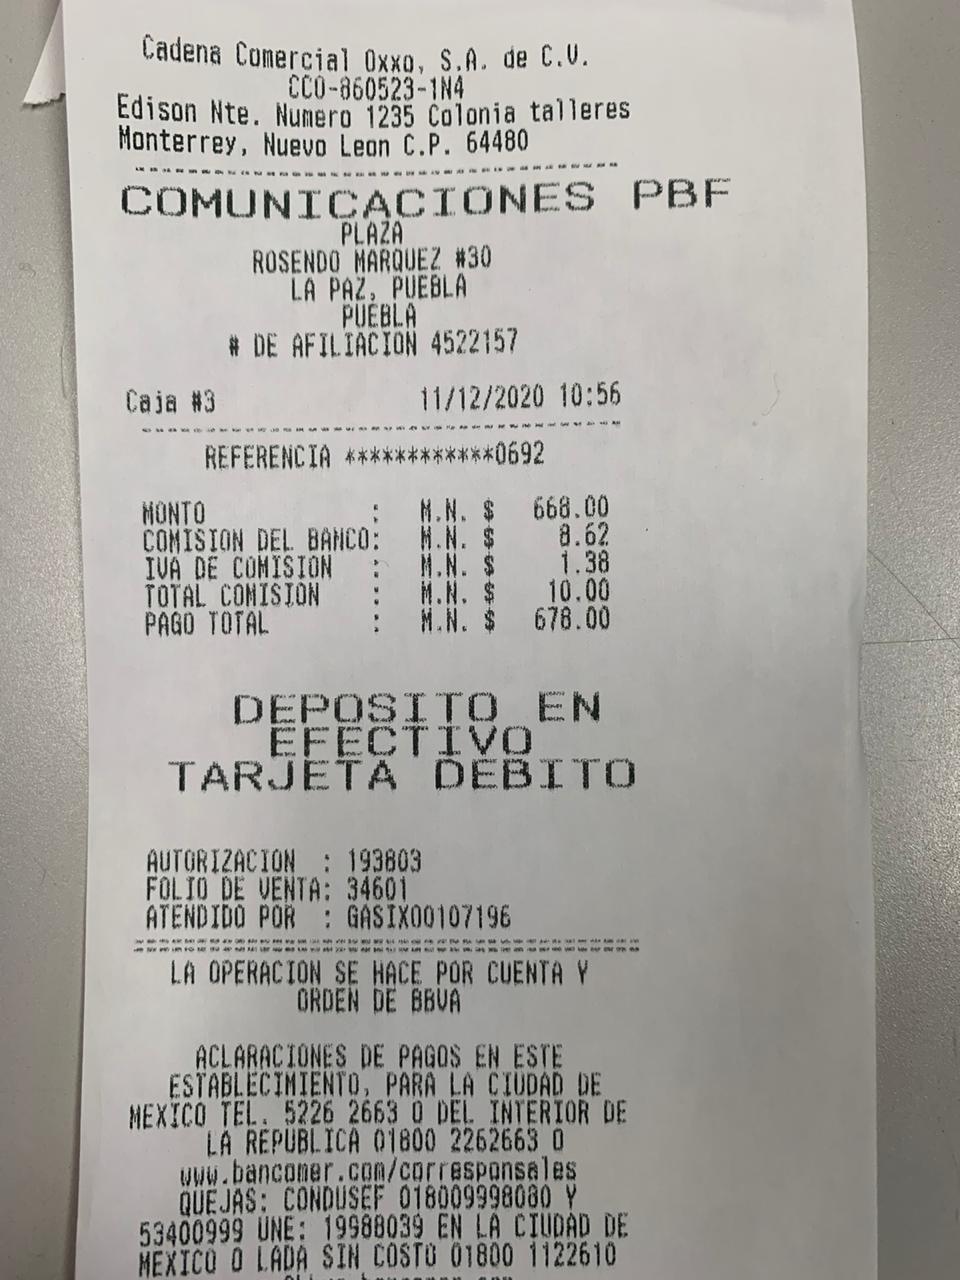 Cadena Comercial Oxxo, S.A. de C.V.
CCO-860523-1N4
Edison Nte. Numero 1235 Colonia talleres
Monterrey, Nuevo Leon C.P. 64480
COMUNICACIONES PBF
PLAZA
ROSENDO MARQUEZ #30
LA PAZ, PUEBLA
PUEBLA
# DE AFILIACION 4522157
Caja #3 11/12/2020 10:56
REFERENCIA ************0692
MONTO : M.N. $ 668.00
COMISION DEL BANCO: M.N. $ 8.62
IVA DE COMISION : M.N. $ 1.38
TOTAL COMISION : M.N. $ 10.00
PAGO TOTAL : M.N. $ 678.00
DEPOSITO EN
EFECTIVO
TARJETA DEBITO
AUTORIZACION : 193803
FOLIO DE VENTA: 34601
ATENDIDO POR : GASIX00107196
LA OPERACION SE HACE POR CUENTA Y
ORDEN DE BBVA
ACLARACIONES DE PAGOS EN ESTE
ESTABLECIMIENTO, PARA LA CIUDAD DE
MEXICO TEL. 5226 2663 O DEL INTERIOR DE
LA REPUBLICA 01800 2262663 O
www.bancomer.com/corresponsales
QUEJAS: CONDUSEF 018009998080 Y
53400999 UNE: 19988039 EN LA CIUDAD DE
MEXICO O LADA SIN COSTO 01800 1122610